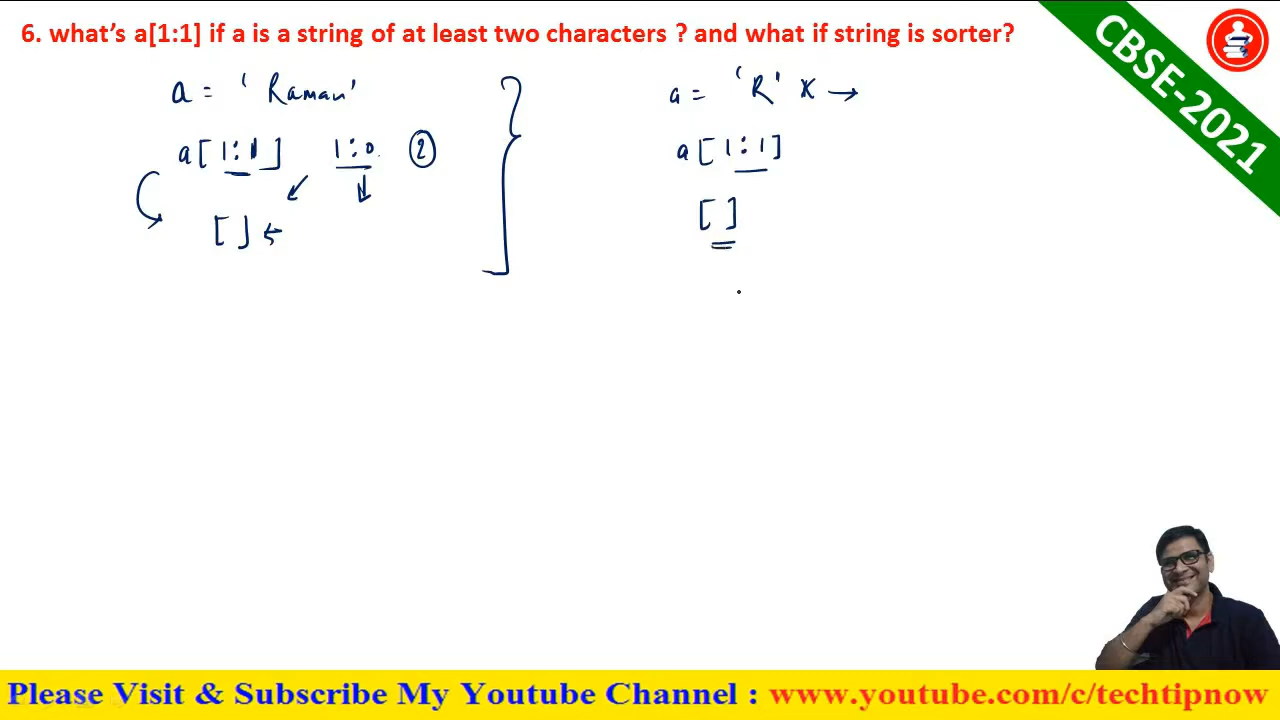 6. what's a[1:1] if a is a string of at least two characters ? and what if string is sorter?
CBSE-2021
a = 'Raman'
a[1:1] 1:0 2
[]
a = 'R' x →
a[1:1]
[]
Please Visit & Subscribe My Youtube Channel : www.youtube.com/c/techtipnow